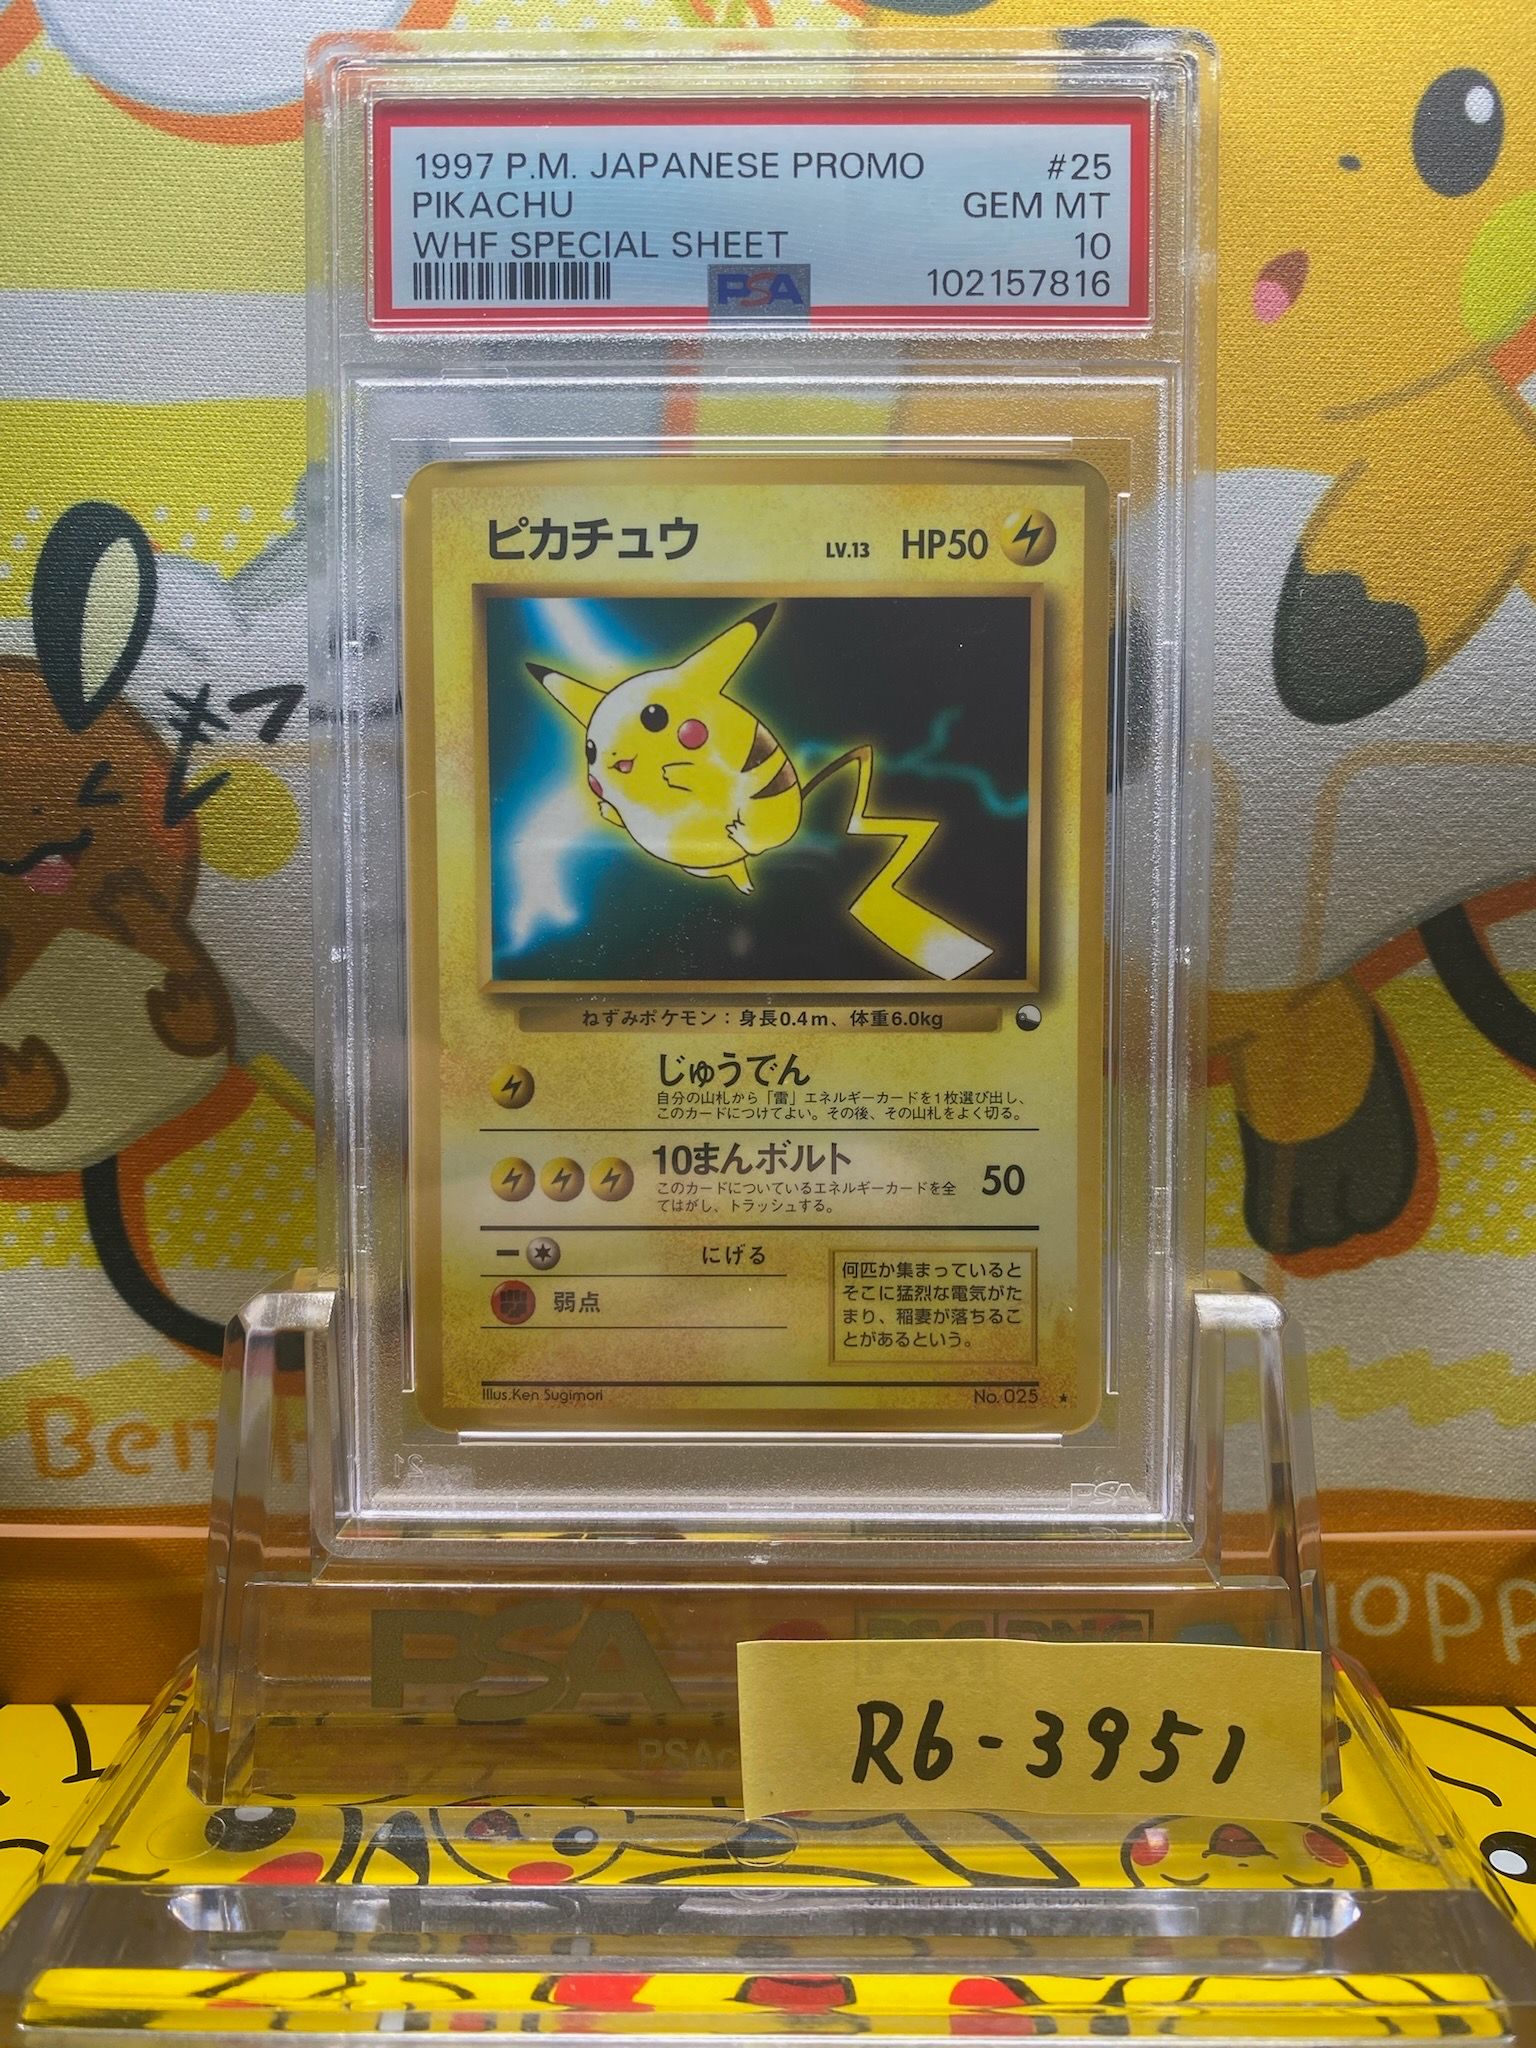 1997 P.M. JAPANESE PROMO #25
PIKACHU GEM MT
WHF SPECIAL SHEET 10
PSA 102157816
ピカチュウ LV.13 HP50
ねずみポケモン：身長0.4m、体重6.0kg
じゅうでん
自分の山札から「雷」エネルギーカードを1枚選び出し、
このカードにつけてよい。その後、その山札をよく切る。
10まんボルト 50
このカードについているエネルギーカードを全
てはがし、トラッシュする。
ー にげる
弱点
何匹か集まっていると
そこに猛烈な電気がた
まり、稲妻が落ちるこ
とがあるという。
Illus.Ken Sugimori No. 025 ★
PSA
PSA
R6-3951